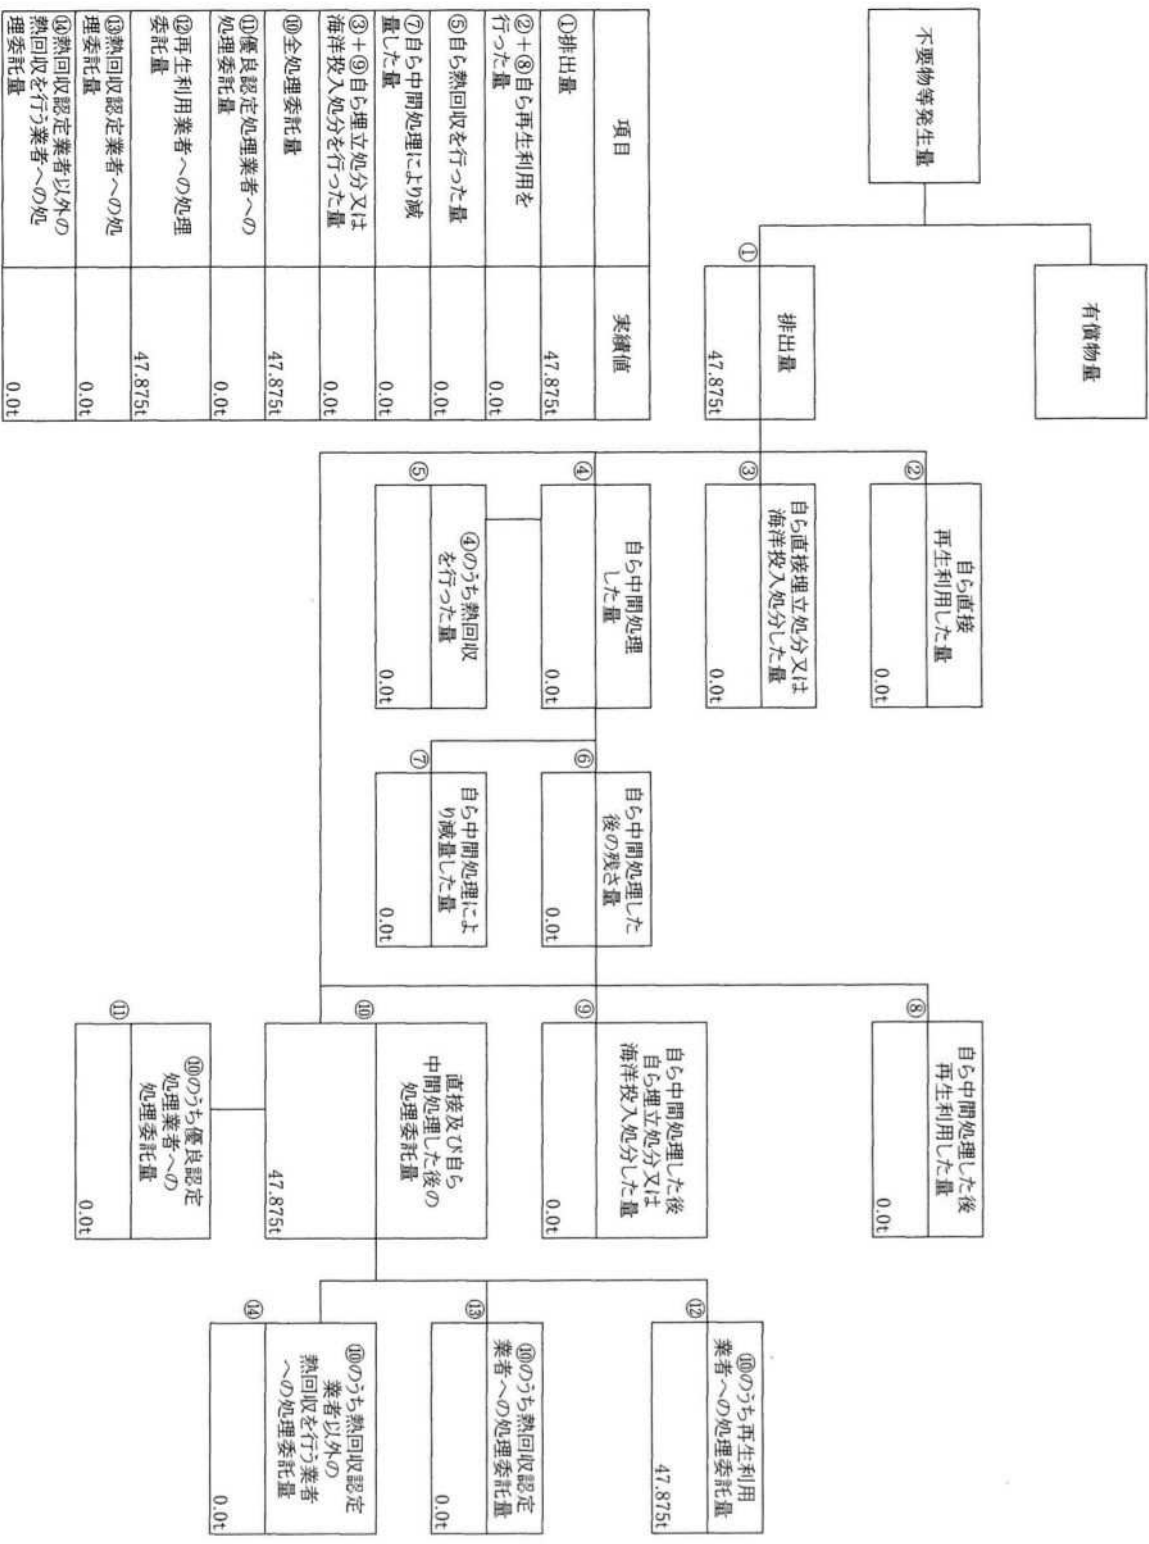 不要物等発生量
有償物量
①
排出量
47.875t
②
自ら直接
再生利用した量
0.0t
③
自ら直接埋立処分又は
海洋投入処分した量
0.0t
④
自ら中間処理
した量
0.0t
⑤
④のうち熱回収
を行った量
0.0t
⑥
自ら中間処理した
後の残さ量
0.0t
⑦
自ら中間処理によ
り減量した量
0.0t
⑧
自ら中間処理した後
再生利用した量
0.0t
⑨
自ら中間処理した後
自ら埋立処分又は
海洋投入処分した量
0.0t
⑩
直接及び自ら
中間処理した後の
処理委託量
47.875t
⑪
⑩のうち優良認定
処理業者への
処理委託量
0.0t
⑫
⑩のうち再生利用
業者への処理委託量
47.875t
⑬
⑩のうち熱回収認定
業者への処理委託量
0.0t
⑭
⑩のうち熱回収認定
業者以外の
熱回収を行う業者
への処理委託量
0.0t
項目 実績値
①排出量 47.875t
②+⑧自ら再生利用を
行った量 0.0t
⑤自ら熱回収を行った量 0.0t
⑦自ら中間処理により減
量した量 0.0t
③+⑨自ら埋立処分又は
海洋投入処分を行った量 0.0t
⑩全処理委託量 47.875t
⑪優良認定処理業者への
処理委託量 0.0t
⑫再生利用業者への処理
委託量 47.875t
⑬熱回収認定業者への処
理委託量 0.0t
⑭熱回収認定業者以外の
熱回収を行う業者への処
理委託量 0.0t